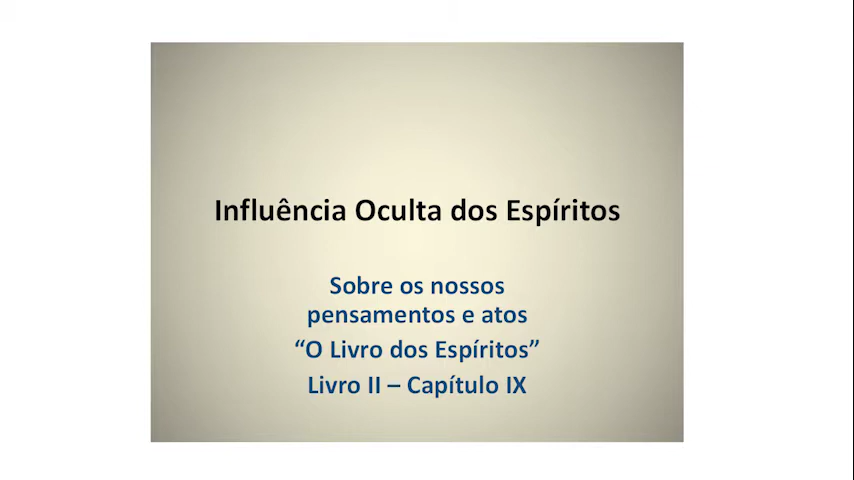 Influência Oculta dos Espíritos
Sobre os nossos
pensamentos e atos
“O Livro dos Espíritos”
Livro II – Capítulo IX